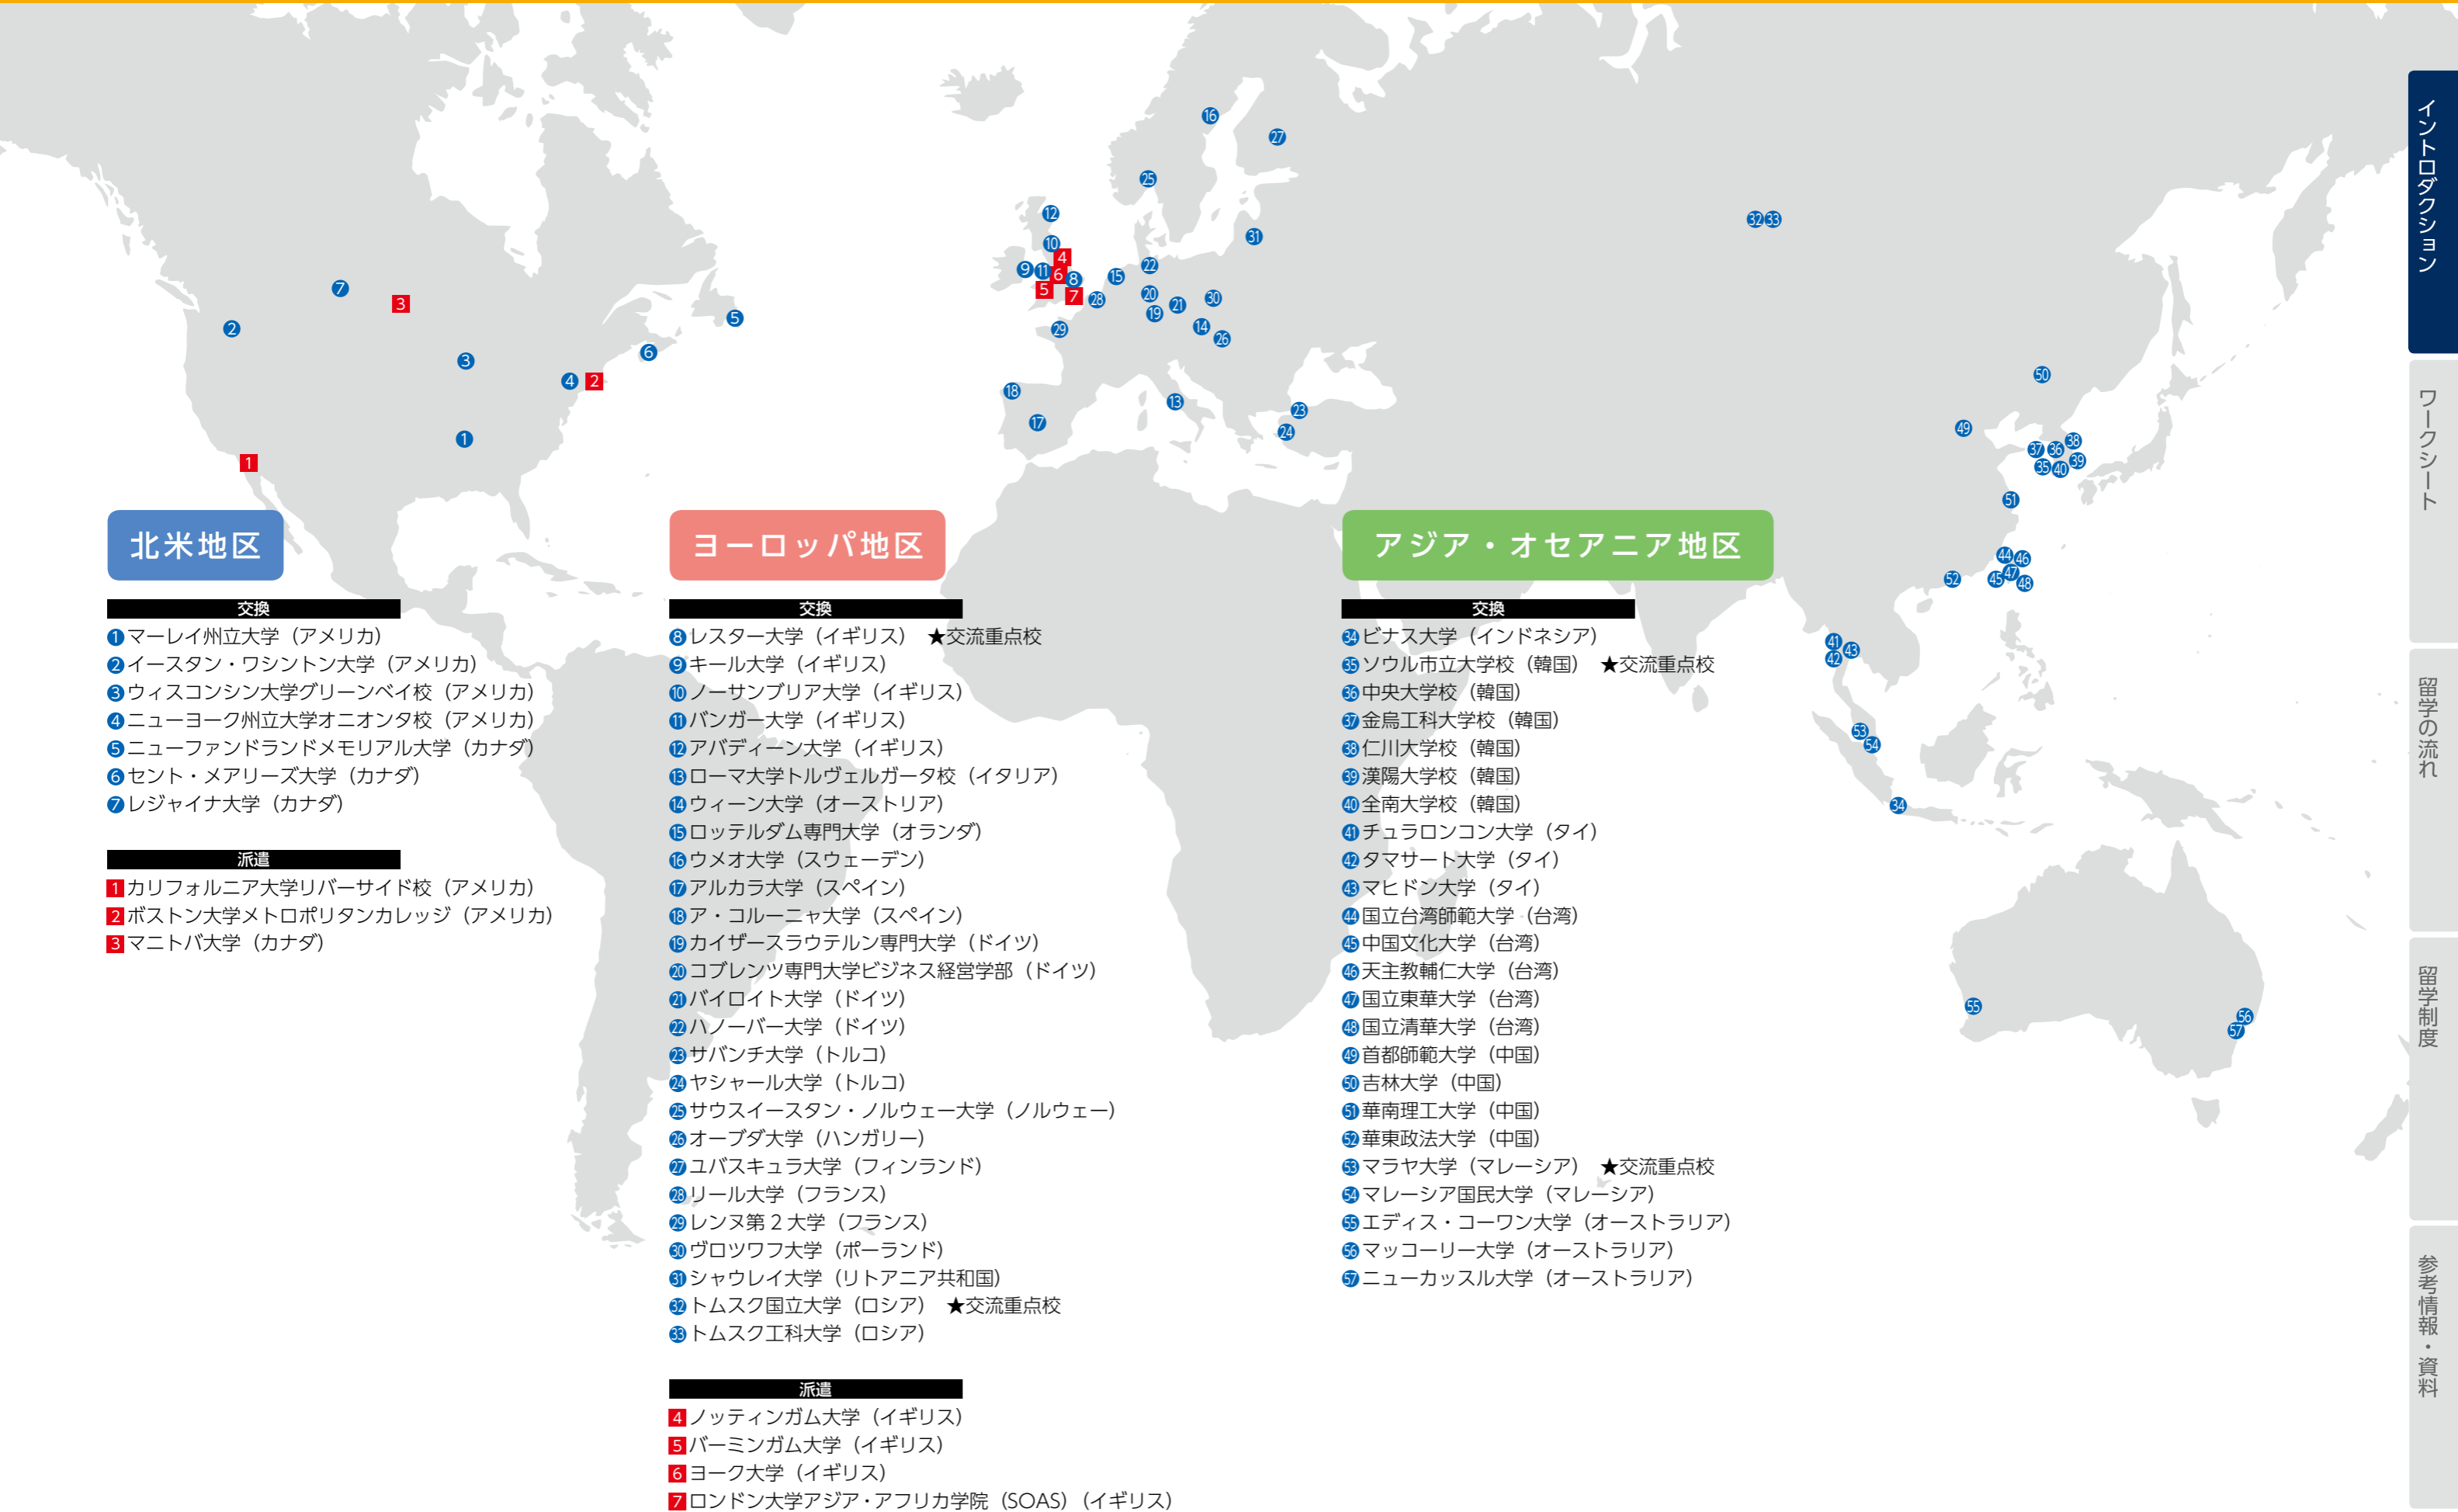 北米地区
交換
❶マーレイ州立大学（アメリカ）
❷イースタン・ワシントン大学（アメリカ）
❸ウィスコンシン大学グリーンベイ校（アメリカ）
❹ニューヨーク州立大学オニオンタ校（アメリカ）
❺ニューファンドランドメモリアル大学（カナダ）
❻セント・メアリーズ大学（カナダ）
❼レジャイナ大学（カナダ）
派遣
1カリフォルニア大学リバーサイド校（アメリカ）
2ボストン大学メトロポリタンカレッジ（アメリカ）
3マニトバ大学（カナダ）
ヨーロッパ地区
交換
❽レスター大学（イギリス）　★交流重点校
❾キール大学（イギリス）
❿ノーサンブリア大学（イギリス）
⓫バンガー大学（イギリス）
⓬アバディーン大学（イギリス）
⓭ローマ大学トルヴェルガータ校（イタリア）
⓮ウィーン大学（オーストリア）
⓯ロッテルダム専門大学（オランダ）
⓰ウメオ大学（スウェーデン）
⓱アルカラ大学（スペイン）
⓲ア・コルーニャ大学（スペイン）
⓳カイザースラウテルン専門大学（ドイツ）
⓴コブレンツ専門大学ビジネス経営学部（ドイツ）
㉑バイロイト大学（ドイツ）
㉒ハノーバー大学（ドイツ）
㉓サバンチ大学（トルコ）
㉔ヤシャール大学（トルコ）
㉕サウスイースタン・ノルウェー大学（ノルウェー）
㉖オーブダ大学（ハンガリー）
㉗ユバスキュラ大学（フィンランド）
㉘リール大学（フランス）
㉙レンヌ第2大学（フランス）
㉚ヴロツワフ大学（ポーランド）
㉛シャウレイ大学（リトアニア共和国）
㉜トムスク国立大学（ロシア）　★交流重点校
㉝トムスク工科大学（ロシア）
派遣
4ノッティンガム大学（イギリス）
5バーミンガム大学（イギリス）
6ヨーク大学（イギリス）
7ロンドン大学アジア・アフリカ学院（SOAS）（イギリス）
アジア・オセアニア地区
交換
㉞ビナス大学（インドネシア）
㉟ソウル市立大学校（韓国）　★交流重点校
㊱中央大学校（韓国）
㊲金烏工科大学校（韓国）
㊳仁川大学校（韓国）
㊴漢陽大学校（韓国）
㊵全南大学校（韓国）
㊶チュラロンコン大学（タイ）
㊷タマサート大学（タイ）
㊸マヒドン大学（タイ）
㊹国立台湾師範大学（台湾）
㊺中国文化大学（台湾）
㊻天主教輔仁大学（台湾）
㊼国立東華大学（台湾）
㊽国立清華大学（台湾）
㊾首都師範大学（中国）
㊿吉林大学（中国）
51華南理工大学（中国）
52華東政法大学（中国）
53マラヤ大学（マレーシア）　★交流重点校
54マレーシア国民大学（マレーシア）
55エディス・コーワン大学（オーストラリア）
56マッコーリー大学（オーストラリア）
57ニューカッスル大学（オーストラリア）
イントロダクション
ワークシート
留学の流れ
留学制度
参考情報・資料